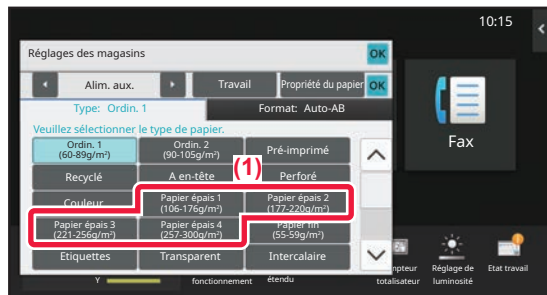 10:15
Réglages des magasins
OK
Alim. aux.
Travail
Propriété du papier
OK
Type: Ordin. 1
Format: Auto-AB
Veuillez sélectionner le type de papier.
Ordin. 1
(60-89g/m²)
Ordin. 2
(90-105g/m²)
Pré-imprimé
Recyclé
A en-tête
(1)
Perforé
Couleur
Papier épais 1
(106-176g/m²)
Papier épais 2
(177-220g/m²)
Papier épais 3
(221-256g/m²)
Papier épais 4
(257-300g/m²)
Papier fin
(55-59g/m²)
Etiquettes
Transparent
Intercalaire
Fax
Y
fonctionnement
étendu
mpteur
totalisateur
Réglage de
luminosité
Etat travail